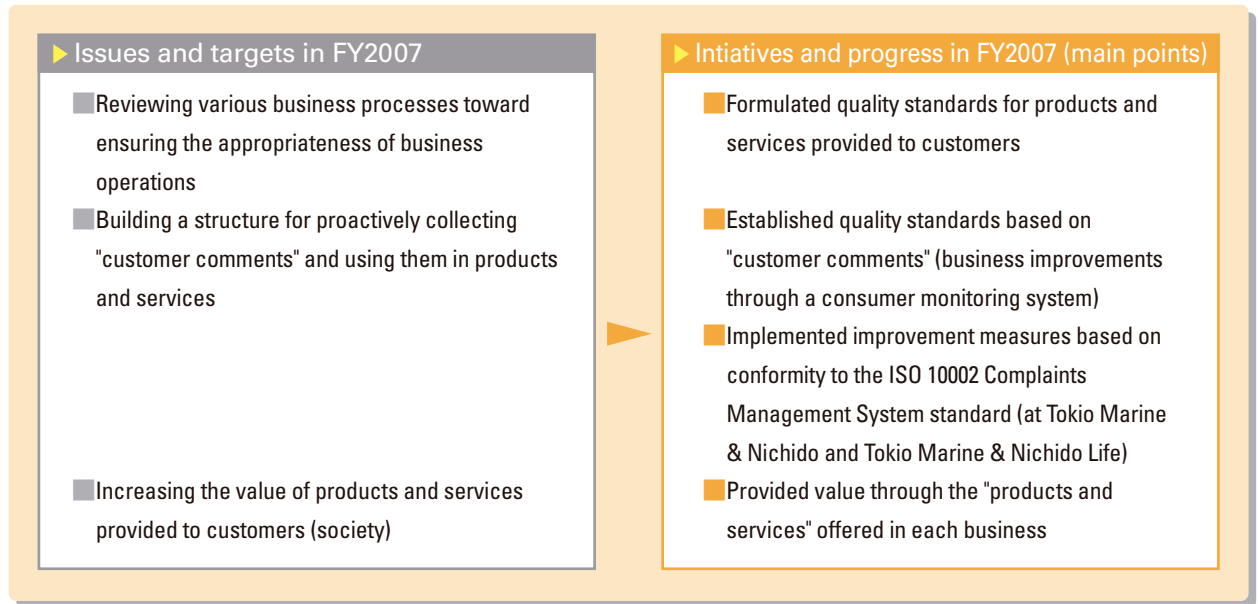 Issues and targets in FY2007
Reviewing various business processes toward
ensuring the appropriateness of business
operations
Building a structure for proactively collecting
"customer comments" and using them in products
and services
Increasing the value of products and services
provided to customers (society)
Intiatives and progress in FY2007 (main points)
Formulated quality standards for products and
services provided to customers
Established quality standards based on
"customer comments" (business improvements
through a consumer monitoring system)
Implemented improvement measures based on
conformity to the ISO 10002 Complaints
Management System standard (at Tokio Marine
& Nichido and Tokio Marine & Nichido Life)
Provided value through the "products and
services" offered in each business